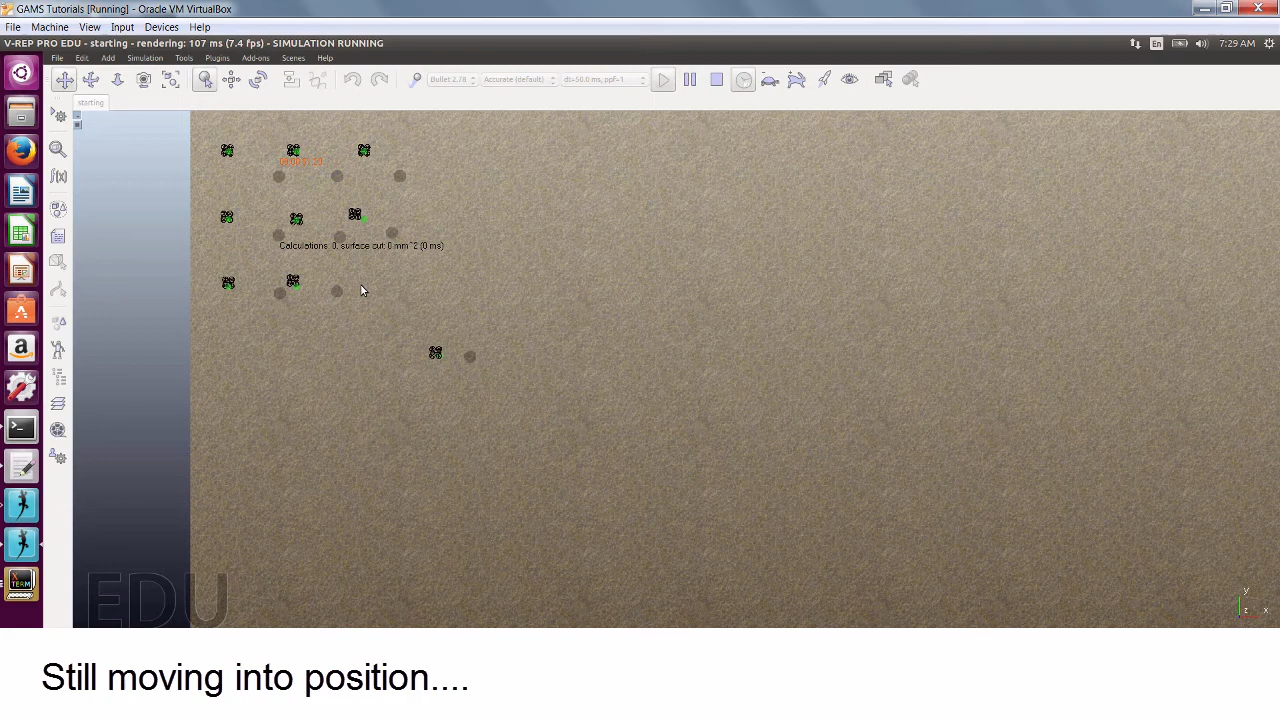 GAMS Tutorials [Running] - Oracle VM VirtualBox
File Machine View Input Devices Help
V-REP PRO EDU - starting - rendering: 107 ms (7.4 fps) - SIMULATION RUNNING
En
7:29 AM
File Edit Add Simulation Tools Plugins Add-ons Scenes Help
Bullet 2.78
Accurate (default)
dt=50.0 ms, ppf=1
starting
f(x)
Calculations: 0, surface cut: 0 mm^2 (0 ms)
a
>_
TERM
EDU
y
z x
Still moving into position....